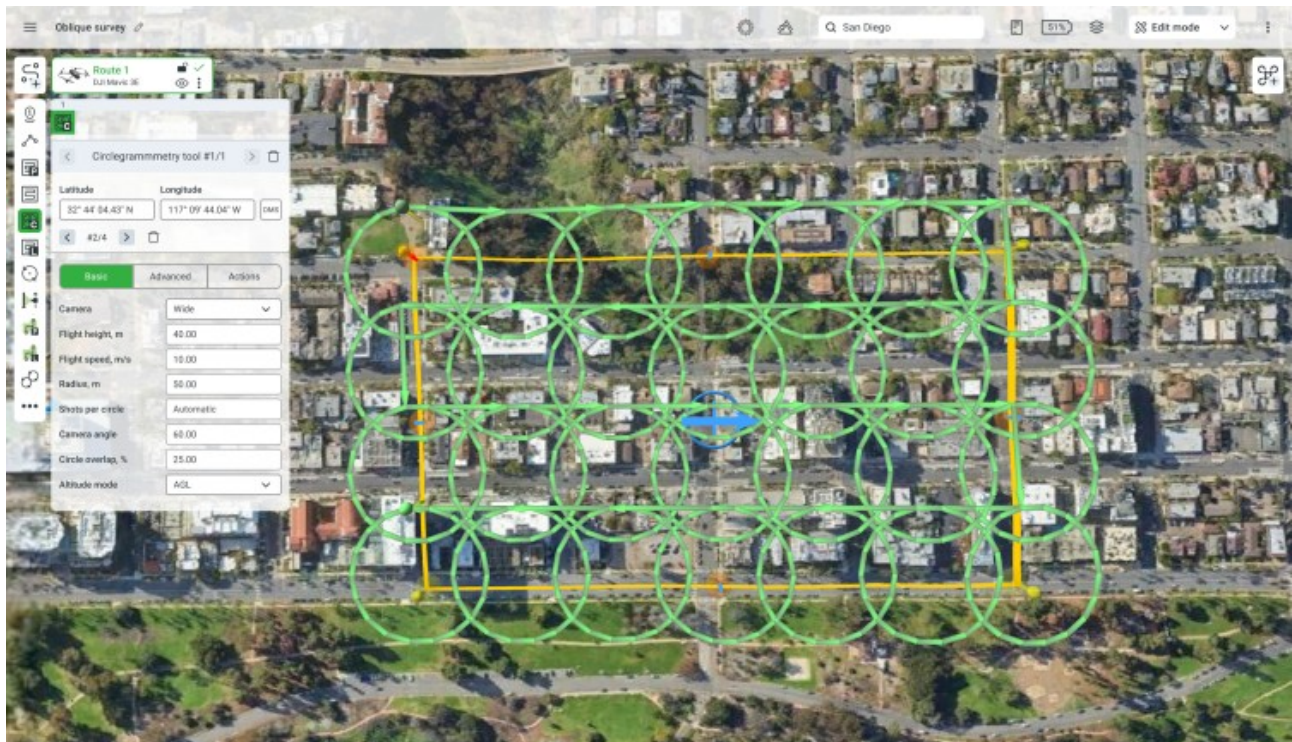 Oblique survey
San Diego
51%
Edit mode
Route 1
DJI Mavic 3E
1
C
Circlegrammmetry tool #1/1
Latitude
Longitude
32° 44' 04.43" N
117° 09' 44.04" W
DMS
#2/4
Basic
Advanced
Actions
Camera
Wide
Flight height, m
40.00
Flight speed, m/s
10.00
Radius, m
50.00
Shots per circle
Automatic
Camera angle
60.00
Circle overlap, %
25.00
Altitude mode
AGL